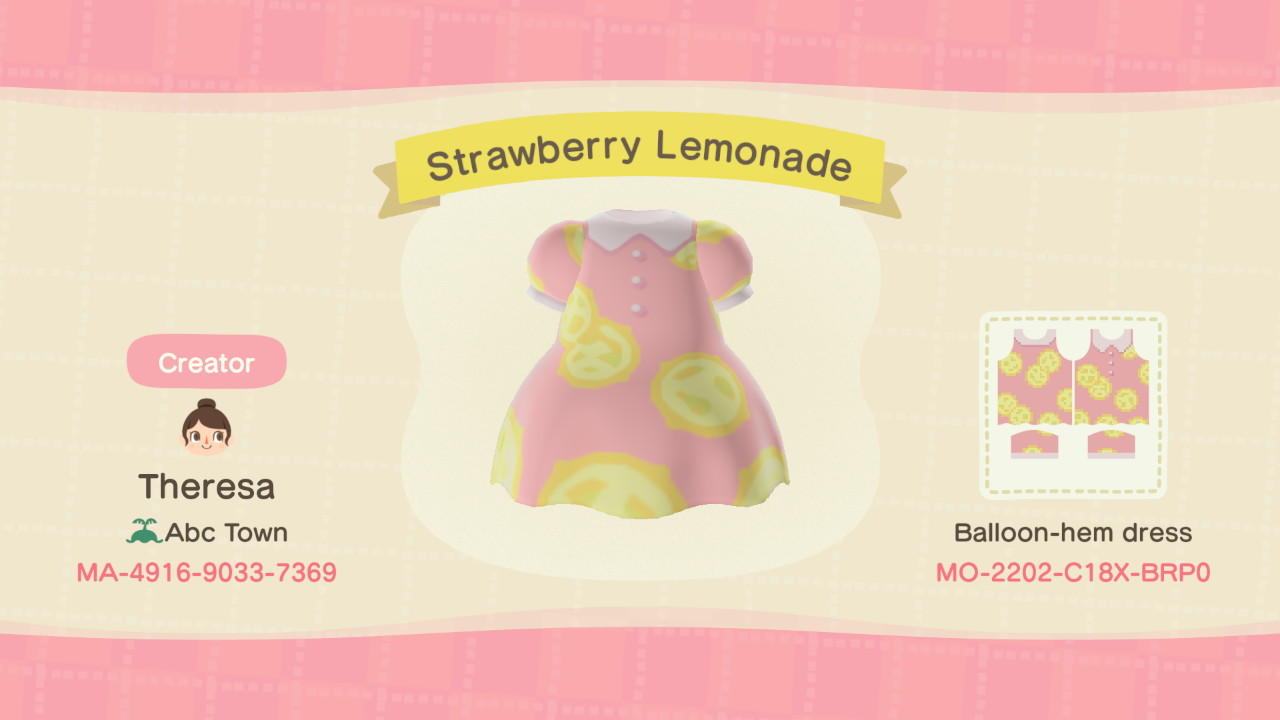 Strawberry Lemonade
Creator
Theresa
Abc Town
MA-4916-9033-7369
Balloon-hem dress
MO-2202-C18X-BRP0